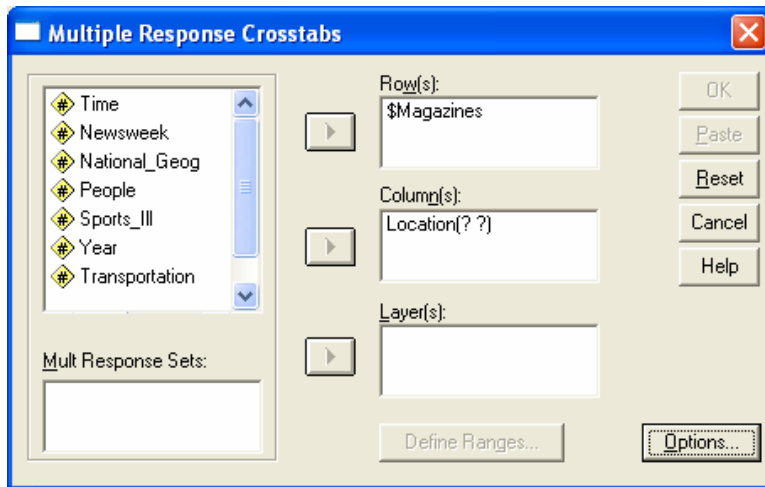 Multiple Response Crosstabs
Time
Newsweek
National_Geog
People
Sports_Ill
Year
Transportation
Mult Response Sets:
Row(s):
$Magazines
Column(s):
Location(? ?)
Layer(s):
Define Ranges...
OK
Paste
Reset
Cancel
Help
Options...